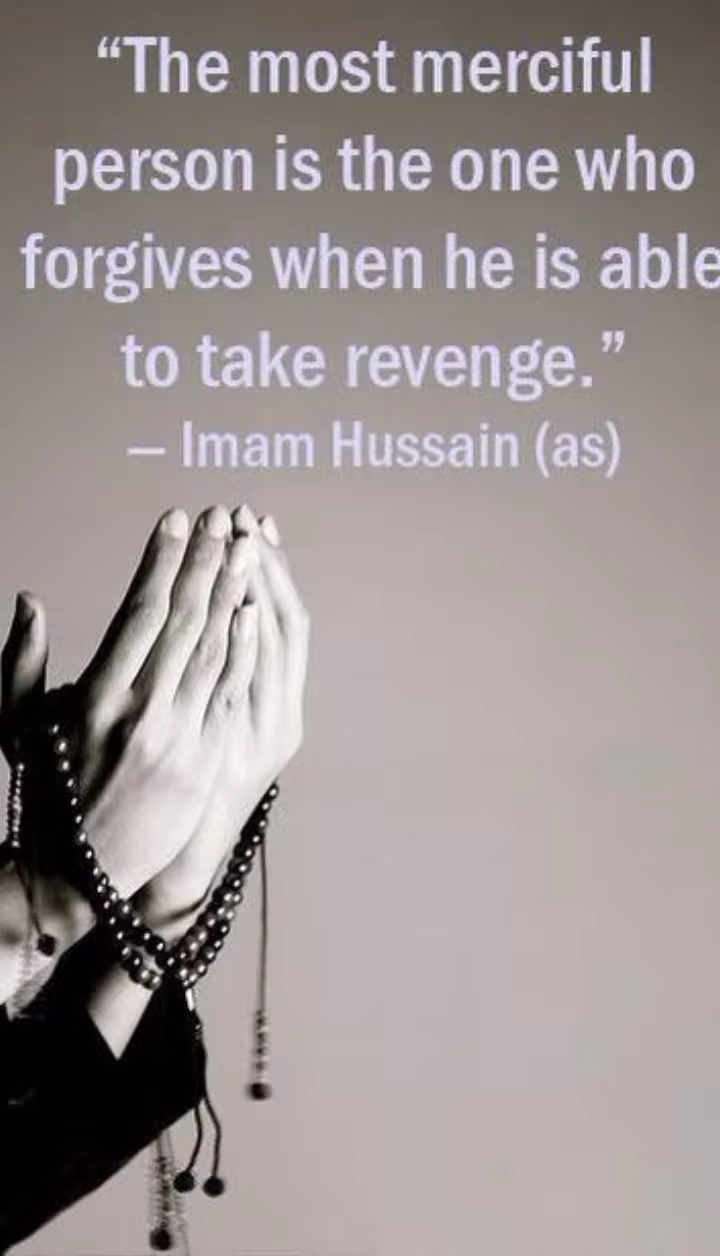 “The most merciful
person is the one who
forgives when he is able
to take revenge.”
– Imam Hussain (as)